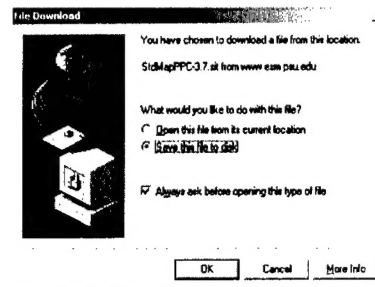 File Download
You have chosen to download a file from this location.
StdMapPPC-3.7.sit from www.esm.psu.edu
What would you like to do with this file?
Open this file from its current location
Save this file to disk
Always ask before opening this type of file
OK
Cancel
More Info